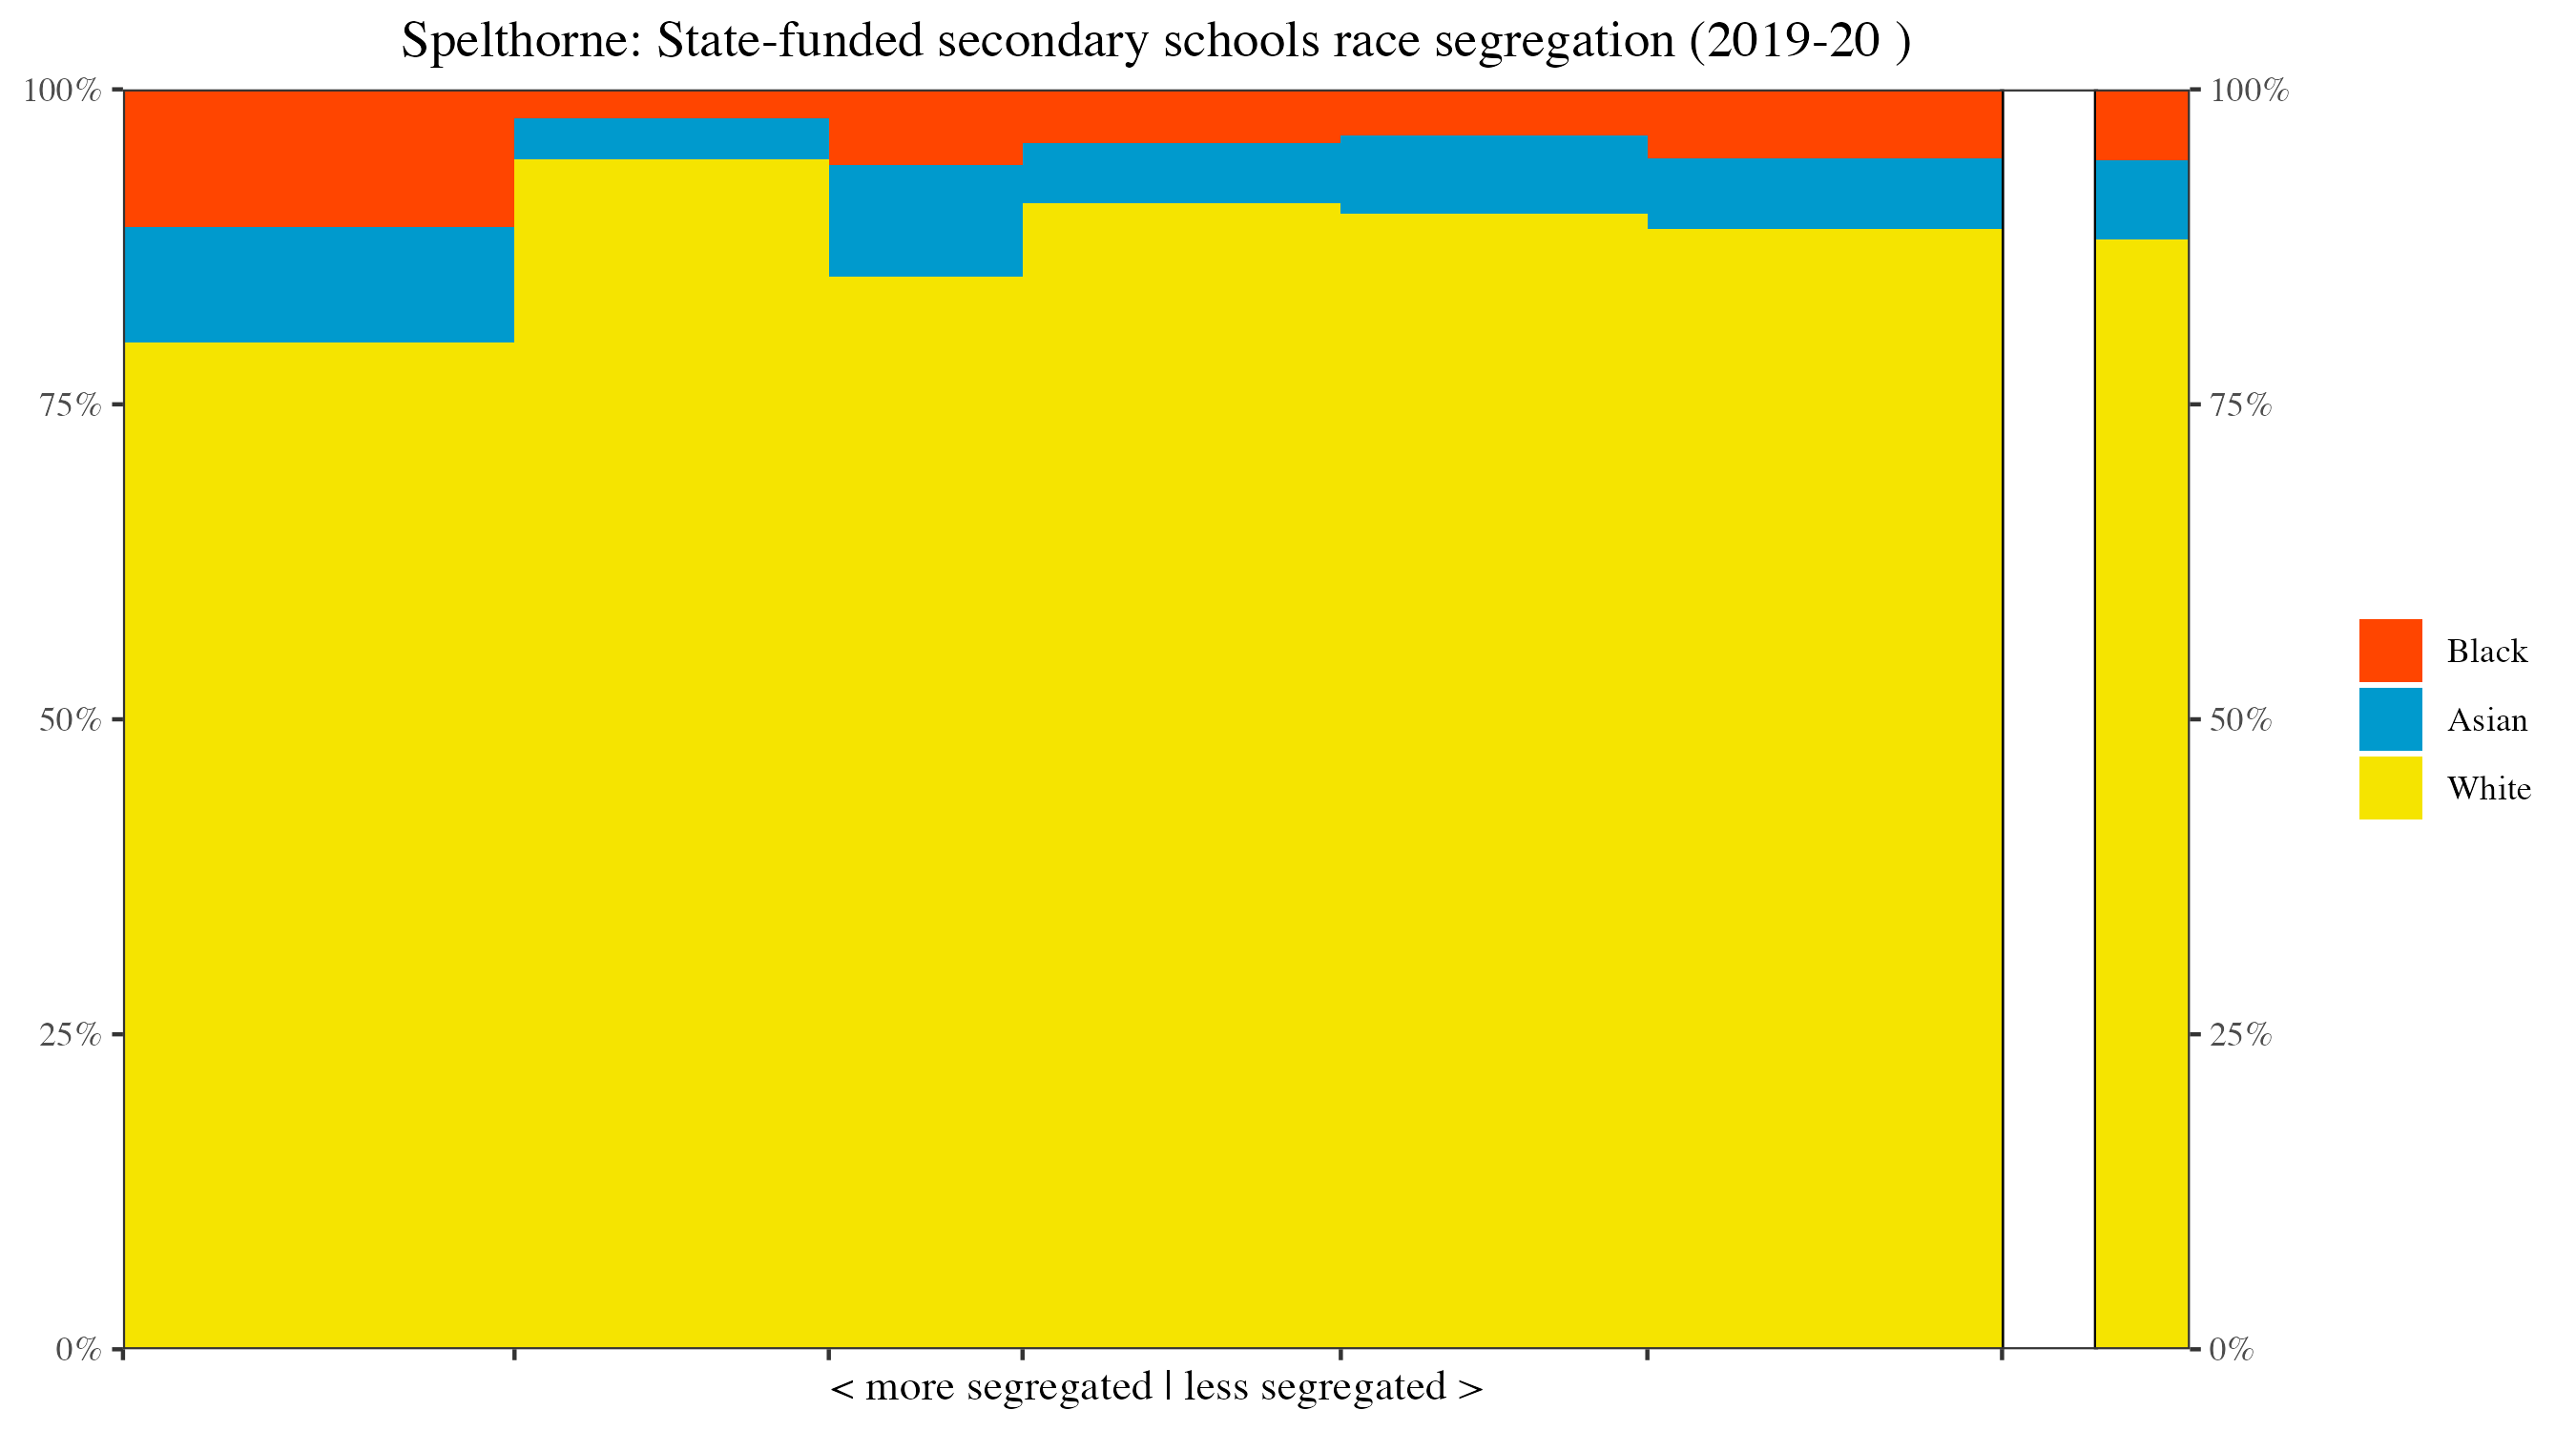 Spelthorne: State-funded secondary schools race segregation (2019-20 )
100%
75%
50%
25%
0%
100%
75%
50%
25%
0%
< more segregated | less segregated >
Black
Asian
White